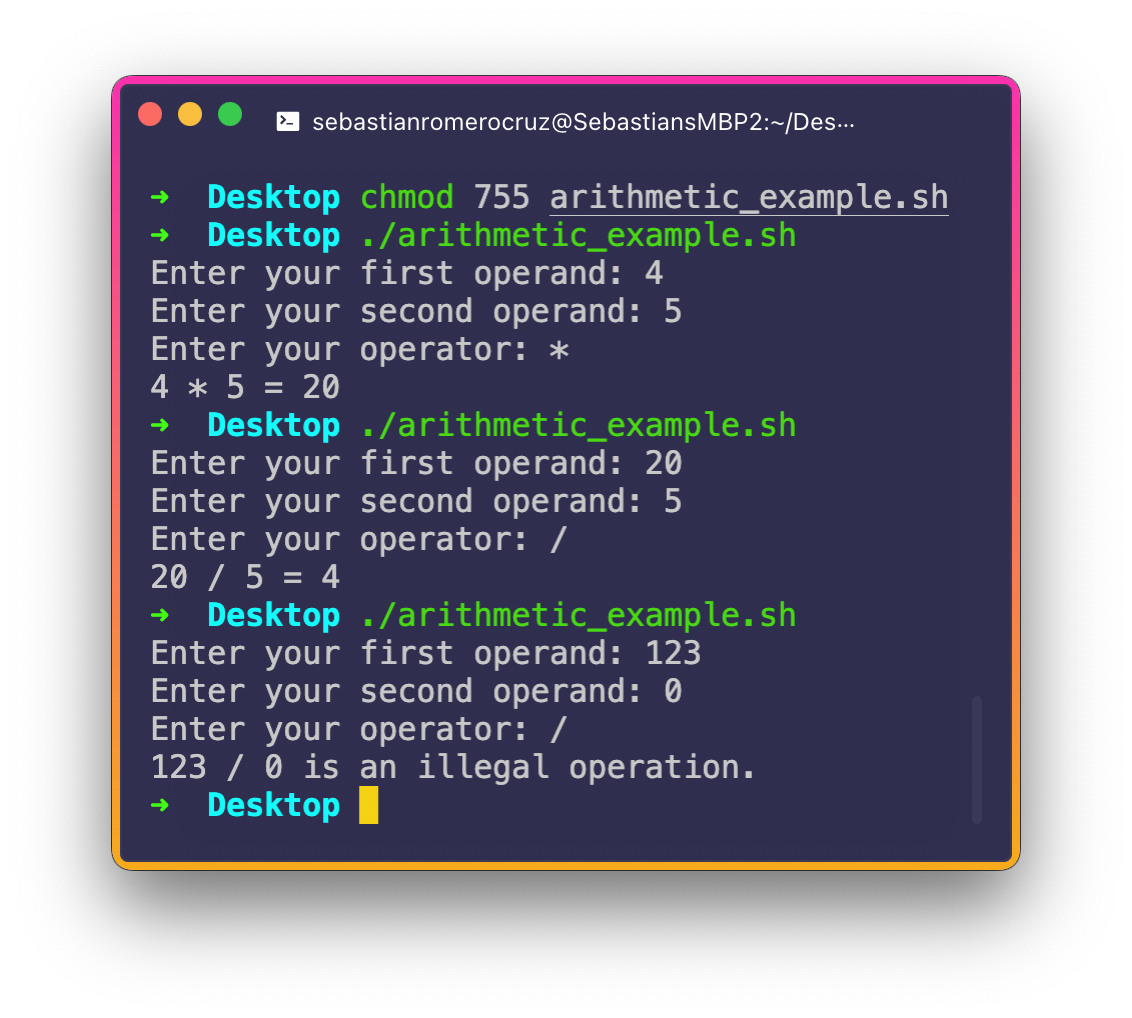 sebastianromerocruz@SebastiansMBP2:~/Des...
➜  Desktop chmod 755 arithmetic_example.sh
➜  Desktop ./arithmetic_example.sh
Enter your first operand: 4
Enter your second operand: 5
Enter your operator: *
4 * 5 = 20
➜  Desktop ./arithmetic_example.sh
Enter your first operand: 20
Enter your second operand: 5
Enter your operator: /
20 / 5 = 4
➜  Desktop ./arithmetic_example.sh
Enter your first operand: 123
Enter your second operand: 0
Enter your operator: /
123 / 0 is an illegal operation.
➜  Desktop